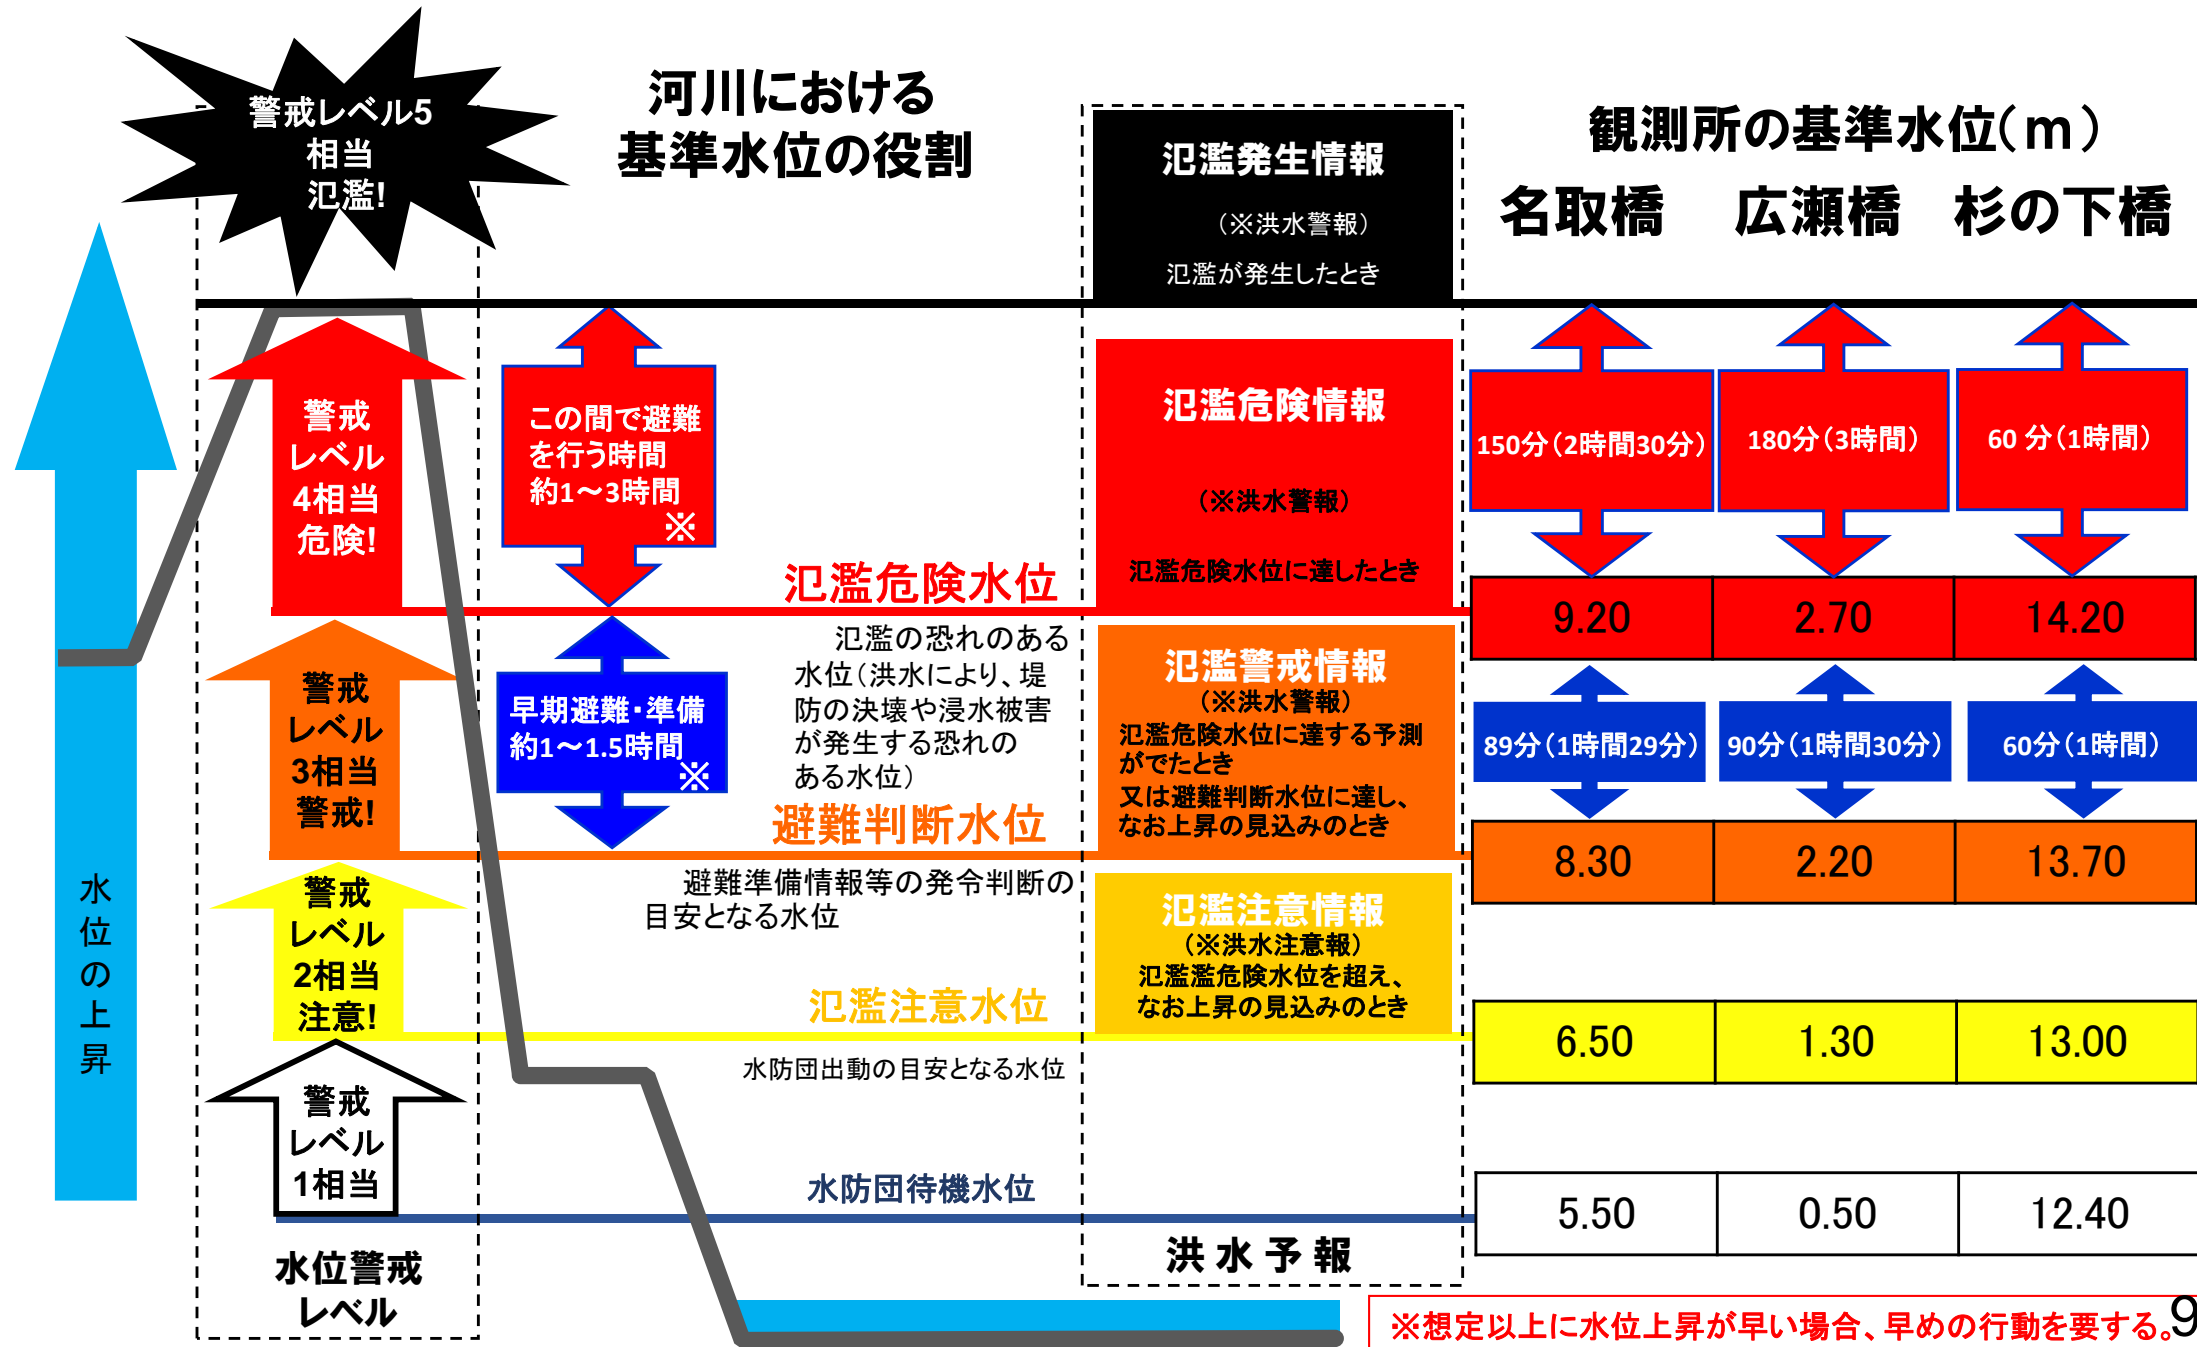 警戒レベル5
相当
氾濫!
河川における
基準水位の役割
氾濫発生情報
（※洪水警報）
氾濫が発生したとき
観測所の基準水位（ｍ）
名取橋 広瀬橋 杉の下橋
水位の上昇
警戒
レベル
4相当
危険!
この間で避難
を行う時間
約1～3時間
※
氾濫危険情報
（※洪水警報）
氾濫危険水位に達したとき
150分（2時間30分） 180分（3時間） 60 分（1時間）
氾濫危険水位
9.20 2.70 14.20
氾濫の恐れのある
水位（洪水により、堤
防の決壊や浸水被害
が発生する恐れの
ある水位）
警戒
レベル
3相当
警戒!
早期避難・準備
約1～1.5時間
※
氾濫警戒情報
（※洪水警報）
氾濫危険水位に達する予測
がでたとき
又は避難判断水位に達し、
なお上昇の見込みのとき
89分（1時間29分） 90分（1時間30分） 60分（1時間）
避難判断水位
8.30 2.20 13.70
避難準備情報等の発令判断の
目安となる水位
警戒
レベル
2相当
注意!
氾濫注意情報
（※洪水注意報）
氾濫濫危険水位を超え、
なお上昇の見込みのとき
氾濫注意水位
6.50 1.30 13.00
水防団出動の目安となる水位
警戒
レベル
1相当
水防団待機水位
5.50 0.50 12.40
水位警戒
レベル
洪 水 予 報
※想定以上に水位上昇が早い場合、早めの行動を要する。
9